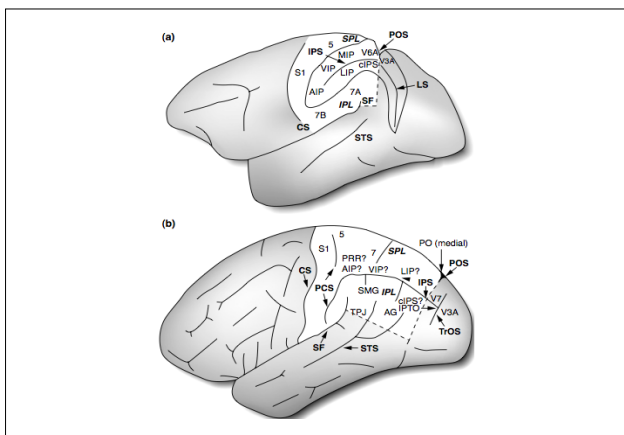 (a)
SPL
POS
5
IPS
MIP
V6A
V3A
S1
VIP
cIPS
LIP
AIP
7A
LS
IPL
SF
7B
CS
STS
(b)
5
SPL
PO (medial)
S1
7
PRR?
POS
CS
AIP?
VIP?
LIP?
IPS
PCS
SMG
IPL
cIPS?
V7
TPJ
AG
IPTO
V3A
TrOS
SF
STS